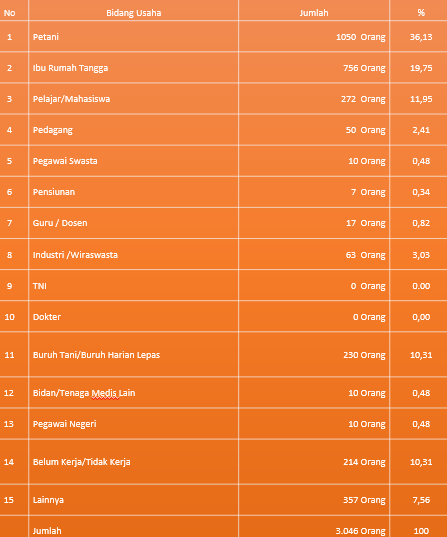 No Bidang Usaha Jumlah %
1 Petani 1050 Orang 36,13
2 Ibu Rumah Tangga 756 Orang 19,75
3 Pelajar/Mahasiswa 272 Orang 11,95
4 Pedagang 50 Orang 2,41
5 Pegawai Swasta 10 Orang 0,48
6 Pensiunan 7 Orang 0,34
7 Guru / Dosen 17 Orang 0,82
8 Industri /Wiraswasta 63 Orang 3,03
9 TNI 0 Orang 0.00
10 Dokter 0 Orang 0,00
11 Buruh Tani/Buruh Harian Lepas 230 Orang 10,31
12 Bidan/Tenaga Medis Lain 10 Orang 0,48
13 Pegawai Negeri 10 Orang 0,48
14 Belum Kerja/Tidak Kerja 214 Orang 10,31
15 Lainnya 357 Orang 7,56
Jumlah 3.046 Orang 100